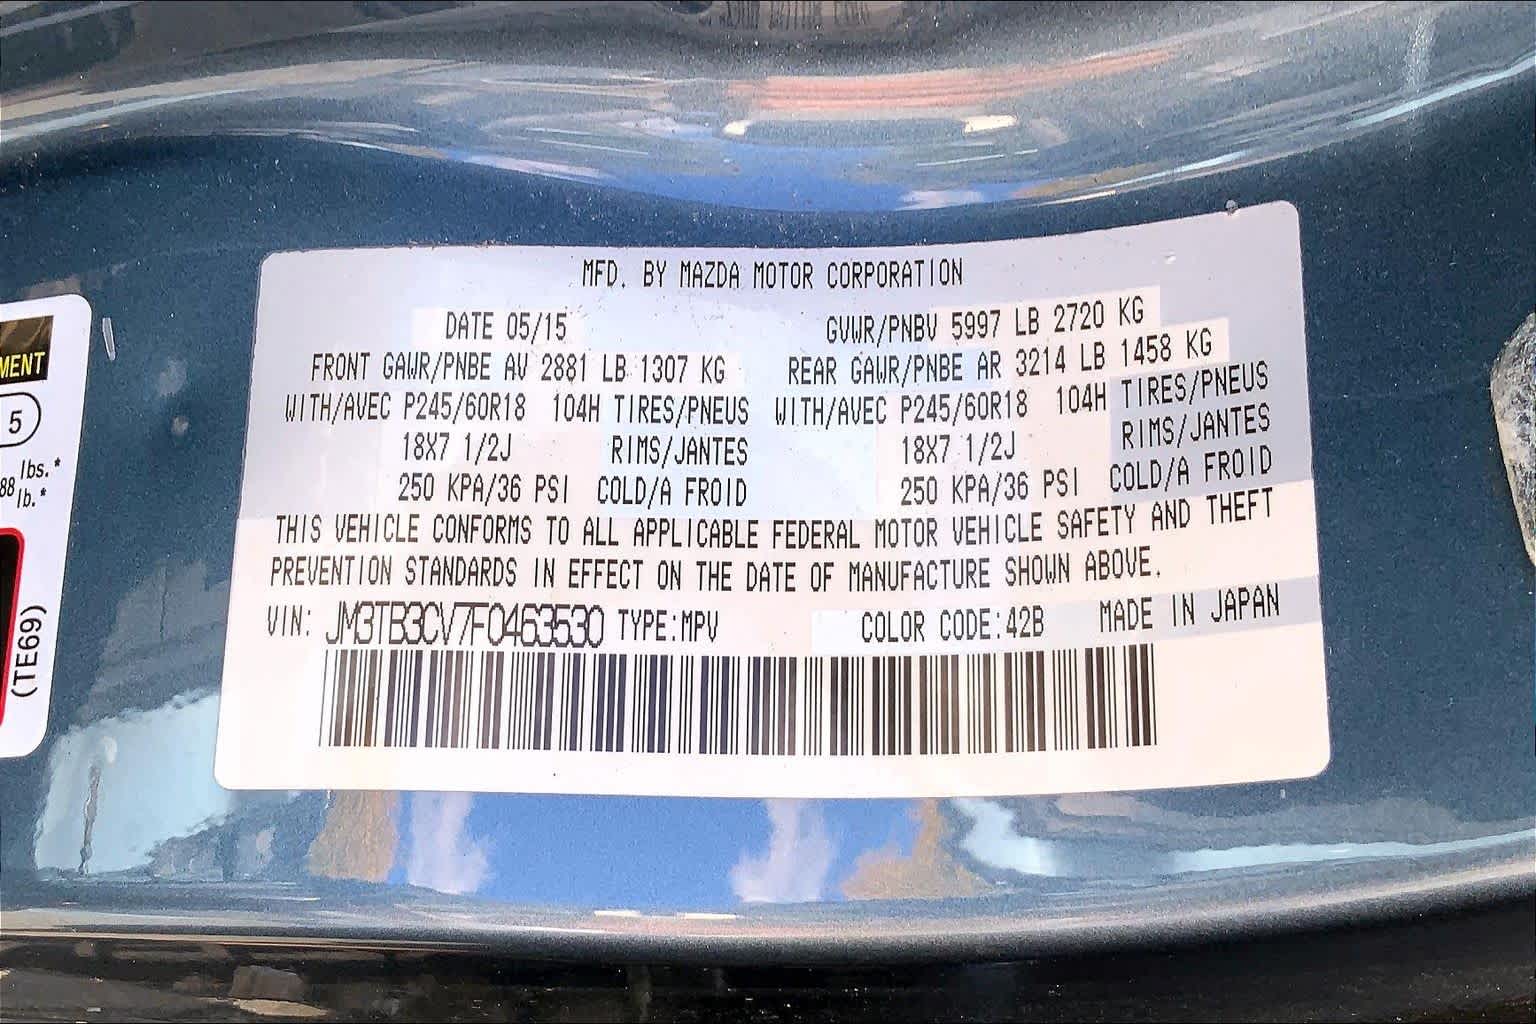 MFD. BY MAZDA MOTOR CORPORATION
DATE 05/15 GVWR/PNBV 5997 LB 2720 KG
FRONT GAWR/PNBE AV 2881 LB 1307 KG REAR GAWR/PNBE AR 3214 LB 1458 KG
WITH/AVEC P245/60R18 104H TIRES/PNEUS WITH/AVEC P245/60R18 104H TIRES/PNEUS
18X7 1/2J RIMS/JANTES 18X7 1/2J RIMS/JANTES
250 KPA/36 PSI COLD/A FROID 250 KPA/36 PSI COLD/A FROID
THIS VEHICLE CONFORMS TO ALL APPLICABLE FEDERAL MOTOR VEHICLE SAFETY AND THEFT
PREVENTION STANDARDS IN EFFECT ON THE DATE OF MANUFACTURE SHOWN ABOVE.
VIN: JM3TB3CV7F0463530 TYPE:MPV COLOR CODE:42B MADE IN JAPAN
MENT
5
lbs.*
88 lb.*
(TE69)